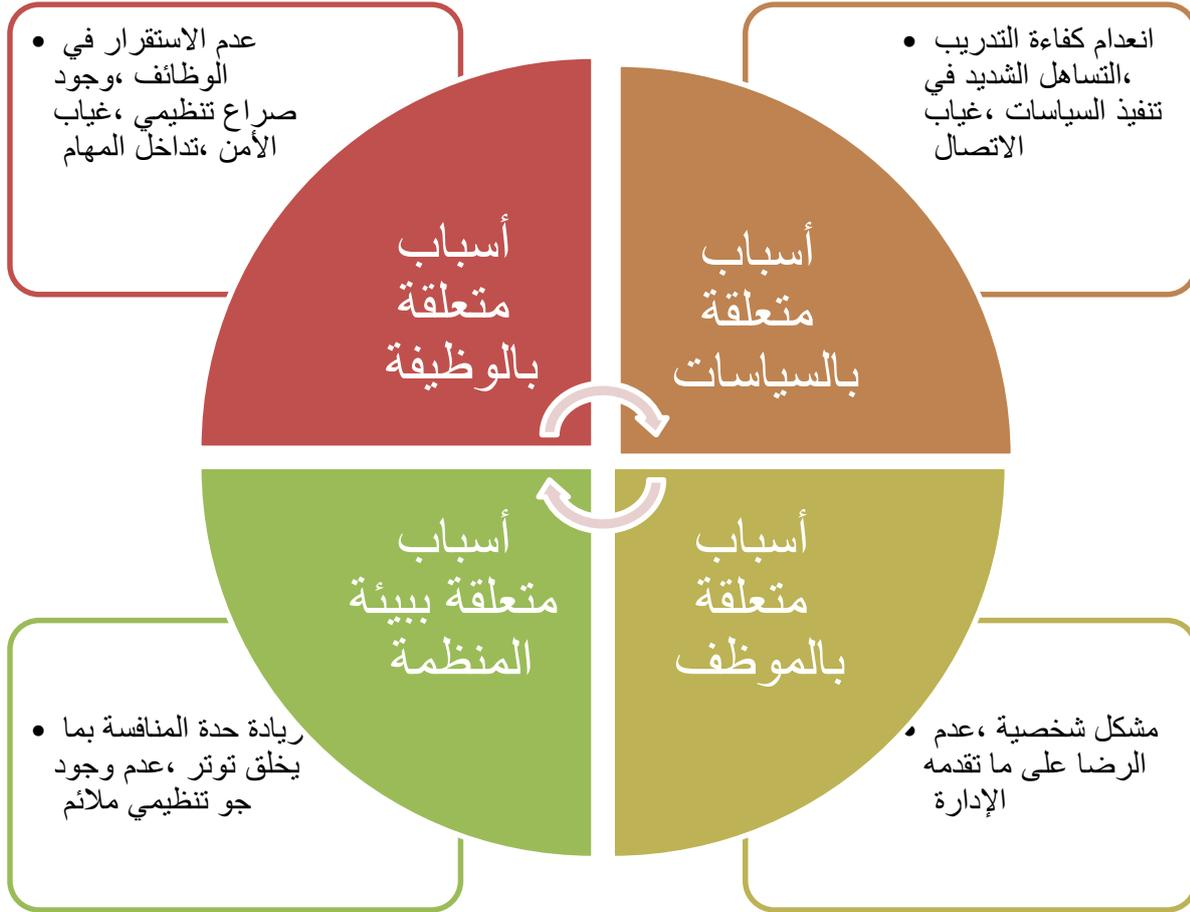 انعدام كفاءة التدريب
،التساهل الشديد في
تنفيذ السياسات ،غياب
الاتصال
عدم الاستقرار في
الوظائف ،وجود
صراع تنظيمي ،غياب
الأمن ،تداخل المهام
أسباب
متعلقة
بالسياسات
أسباب
متعلقة
بالوظيفة
أسباب
متعلقة
بالموظف
أسباب
متعلقة ببيئة
المنظمة
مشكل شخصية ،عدم
الرضا على ما تقدمه
الإدارة
زيادة حدة المنافسة بما
يخلق توتر ،عدم وجود
جو تنظيمي ملائم